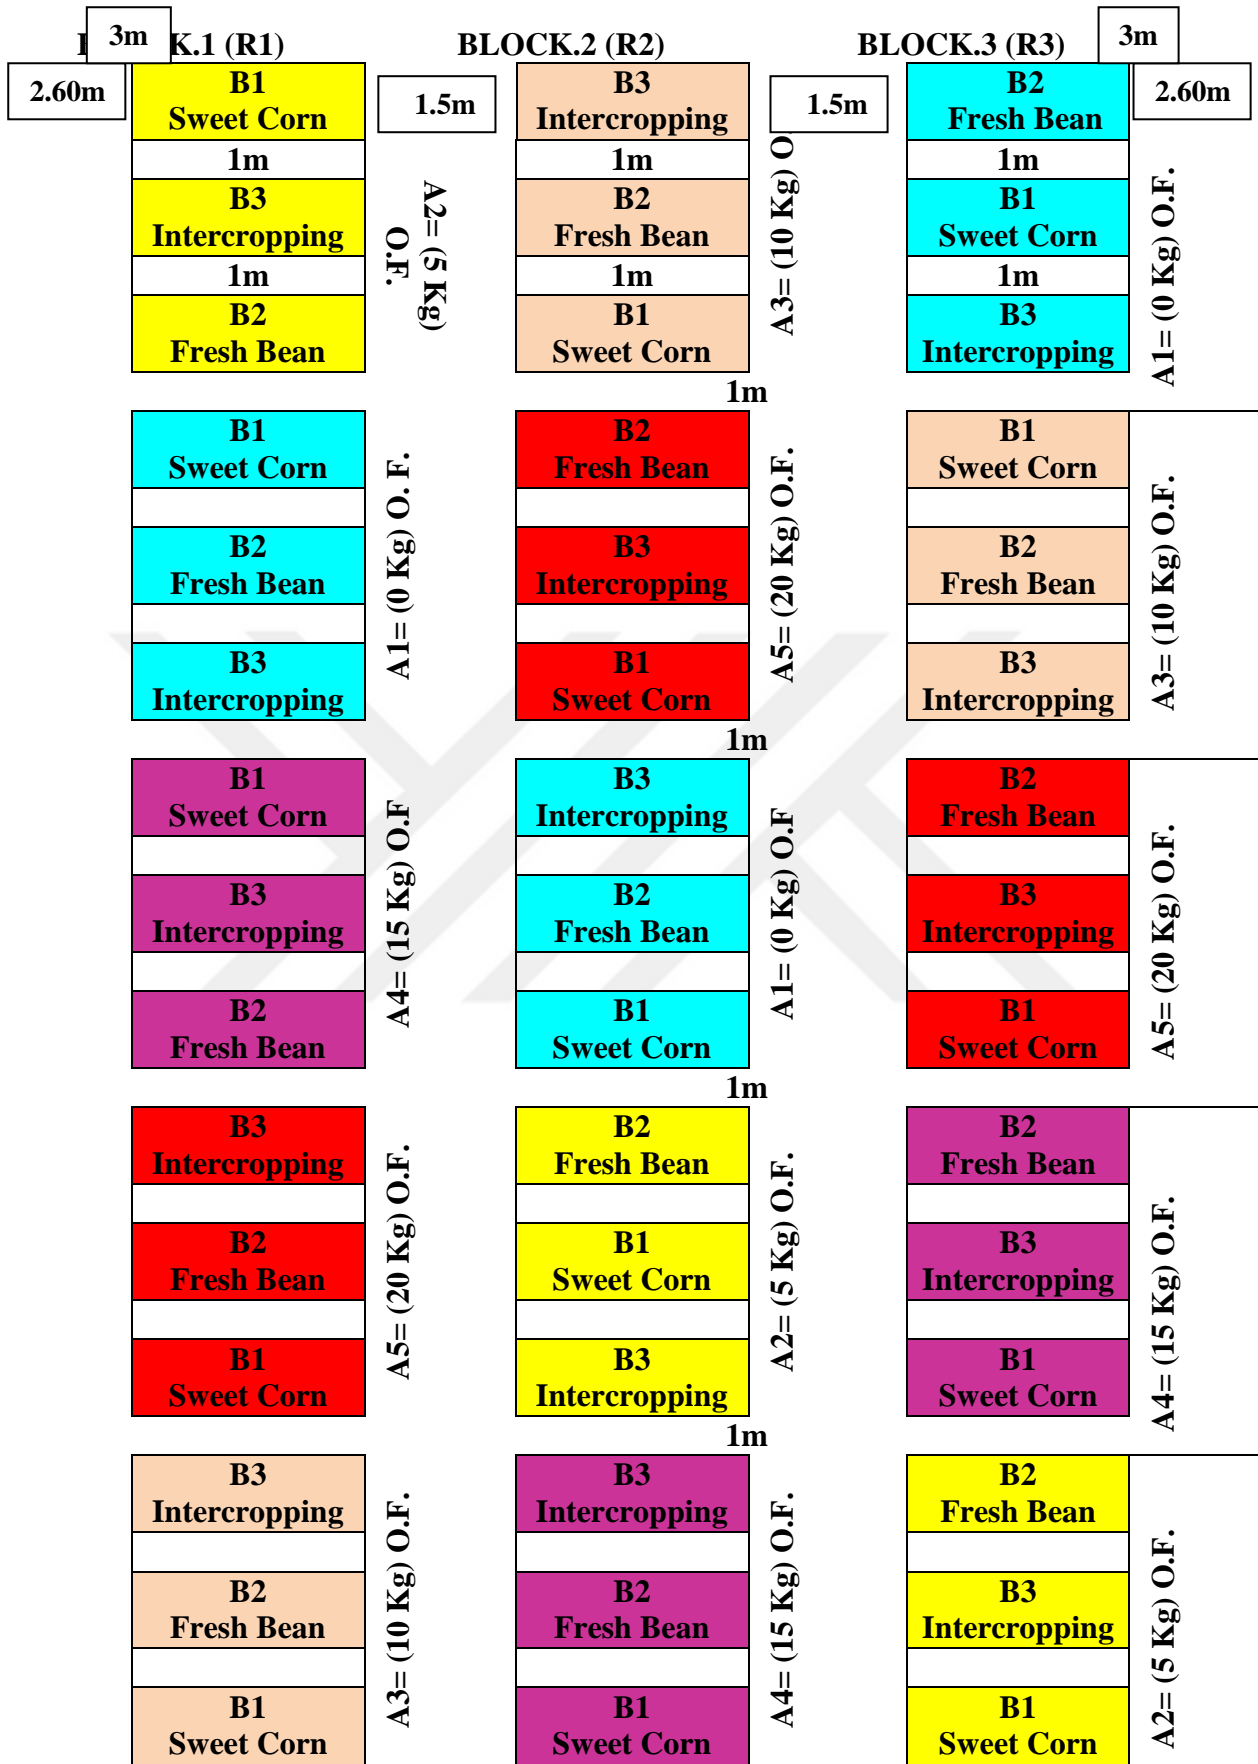 3m
K.1 (R1)
2.60m
B1
Sweet Corn
1m
B3
Intercropping
1m
B2
Fresh Bean
A2= (5 Kg)
O.F.
B1
Sweet Corn
B2
Fresh Bean
B3
Intercropping
A1= (0 Kg) O. F.
B1
Sweet Corn
B3
Intercropping
B2
Fresh Bean
A4= (15 Kg) O.F
B3
Intercropping
B2
Fresh Bean
B1
Sweet Corn
A5= (20 Kg) O.F.
B3
Intercropping
B2
Fresh Bean
B1
Sweet Corn
A3= (10 Kg) O.F.
BLOCK.2 (R2)
1.5m
B3
Intercropping
1m
B2
Fresh Bean
1m
B1
Sweet Corn
A3= (10 Kg) O.
1m
B2
Fresh Bean
B3
Intercropping
B1
Sweet Corn
A5= (20 Kg) O.F.
1m
B3
Intercropping
B2
Fresh Bean
B1
Sweet Corn
A1= (0 Kg) O.F
1m
B2
Fresh Bean
B1
Sweet Corn
B3
Intercropping
A2= (5 Kg) O.F.
1m
B3
Intercropping
B2
Fresh Bean
B1
Sweet Corn
A4= (15 Kg) O.F.
BLOCK.3 (R3)
3m
1.5m
2.60m
B2
Fresh Bean
1m
B1
Sweet Corn
1m
B3
Intercropping
A1= (0 Kg) O.F.
B1
Sweet Corn
B2
Fresh Bean
B3
Intercropping
A3= (10 Kg) O.F.
B2
Fresh Bean
B3
Intercropping
B1
Sweet Corn
A5= (20 Kg) O.F.
B2
Fresh Bean
B3
Intercropping
B1
Sweet Corn
A4= (15 Kg) O.F.
B2
Fresh Bean
B3
Intercropping
B1
Sweet Corn
A2= (5 Kg) O.F.